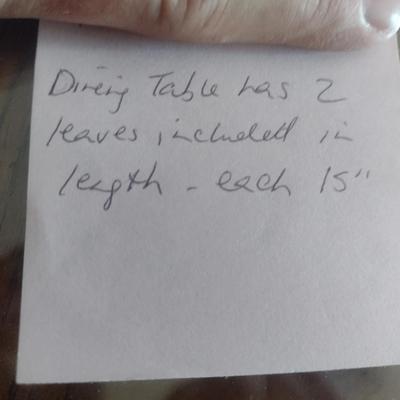 Dining Table has 2
leaves included in
length - each 15"